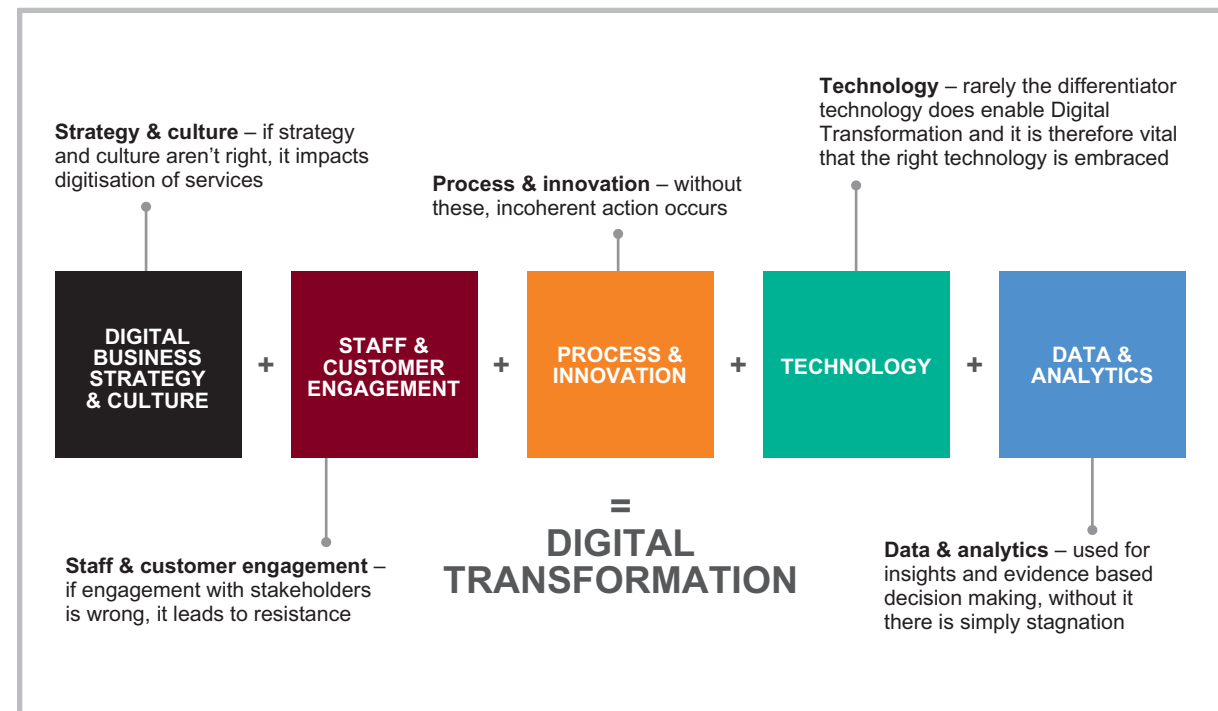 Technology – rarely the differentiator
technology does enable Digital
Transformation and it is therefore vital
that the right technology is embraced
Strategy & culture – if strategy
and culture aren’t right, it impacts
digitisation of services
Process & innovation – without
these, incoherent action occurs
DIGITAL
BUSINESS
STRATEGY
& CULTURE
+
STAFF &
CUSTOMER
ENGAGEMENT
+
PROCESS &
INNOVATION
+
TECHNOLOGY
+
DATA &
ANALYTICS
=
DIGITAL
TRANSFORMATION
Staff & customer engagement –
if engagement with stakeholders
is wrong, it leads to resistance
Data & analytics – used for
insights and evidence based
decision making, without it
there is simply stagnation